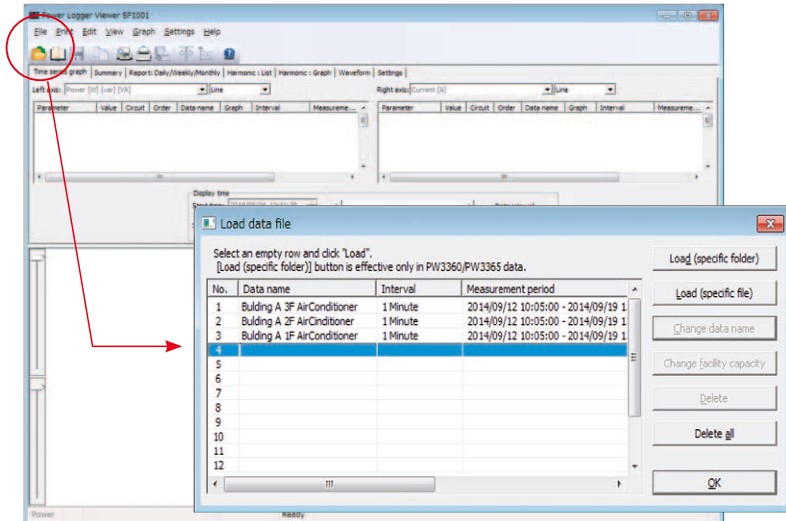 Power Logger Viewer SF1001
File Print Edit View Graph Settings Help
Time series graph Summary Report: Daily/Weekly/Monthly Harmonic : List Harmonic : Graph Waveform Settings
Left axis: Power [W] [var] [VA] Line Right axis: Current [A] Line
Parameter Value Circuit Order Data name Graph Interval Measureme... Parameter Value Circuit Order Data name Graph Interval Measureme...
Display time
Load data file
Select an empty row and click "Load".
[Load (specific folder)] button is effective only in PW3360/PW3365 data.
Load (specific folder)
Load (specific file)
Change data name
Change facility capacity
Delete
Delete all
OK
No. Data name Interval Measurement period
1 Bulding A 3F AirConditioner 1 Minute 2014/09/12 10:05:00 - 2014/09/19 1
2 Bulding A 2F AirCinditioner 1 Minute 2014/09/12 10:05:00 - 2014/09/19 1
3 Bulding A 1F AirConditioner 1 Minute 2014/09/12 10:05:00 - 2014/09/19 1
4
5
6
7
8
9
10
11
12
Power Ready